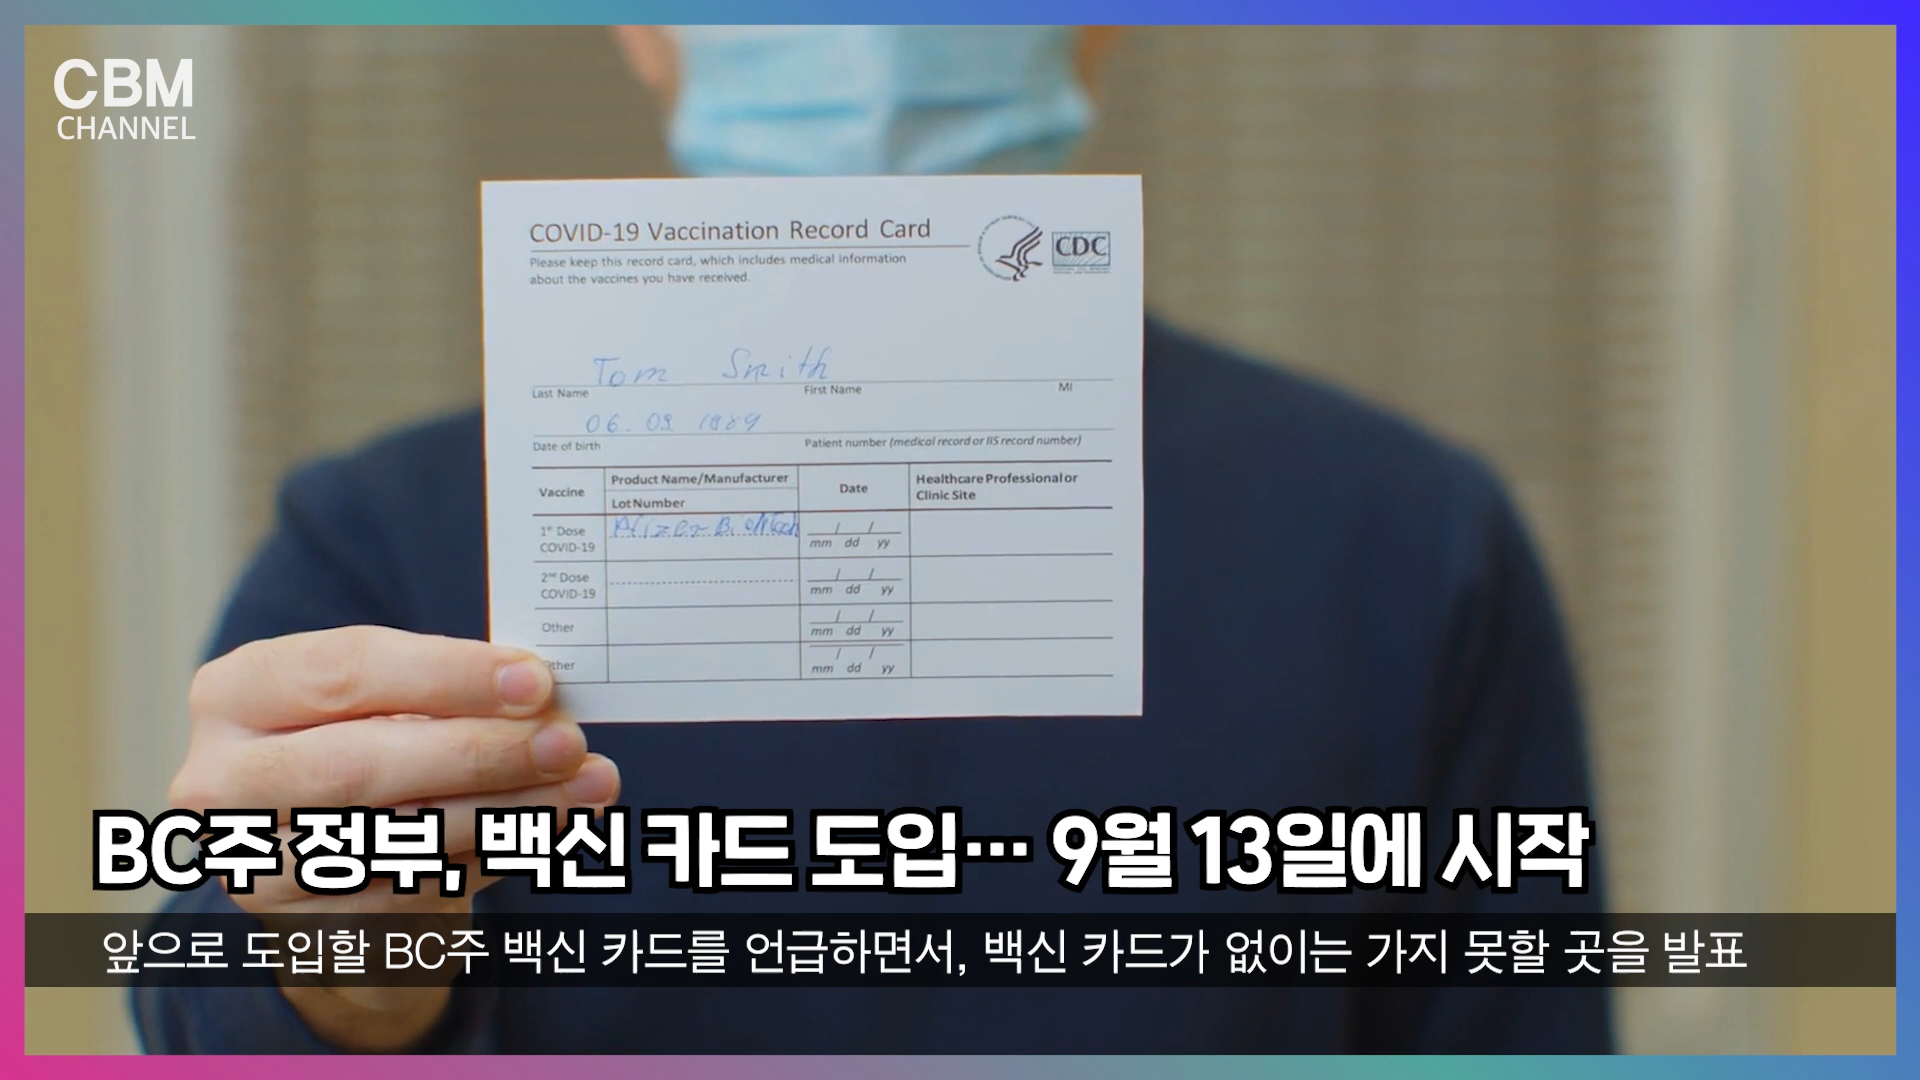 CBM
CHANNEL
COVID-19 Vaccination Record Card
Please keep this record card, which includes medical information
about the vaccines you have received.
CDC
Tom Smith
Last Name First Name MI
06. 09 1989
Date of birth Patient number (medical record or IIS record number)
Vaccine Product Name/Manufacturer Date Healthcare Professional or
Lot Number Clinic Site
1st Dose Pfizer BioNTech
COVID-19 mm dd yy
2nd Dose
COVID-19 mm dd yy
Other mm dd yy
Other mm dd yy
BC주 정부, 백신 카드 도입… 9월 13일에 시작
앞으로 도입할 BC주 백신 카드를 언급하면서, 백신 카드가 없이는 가지 못할 곳을 발표